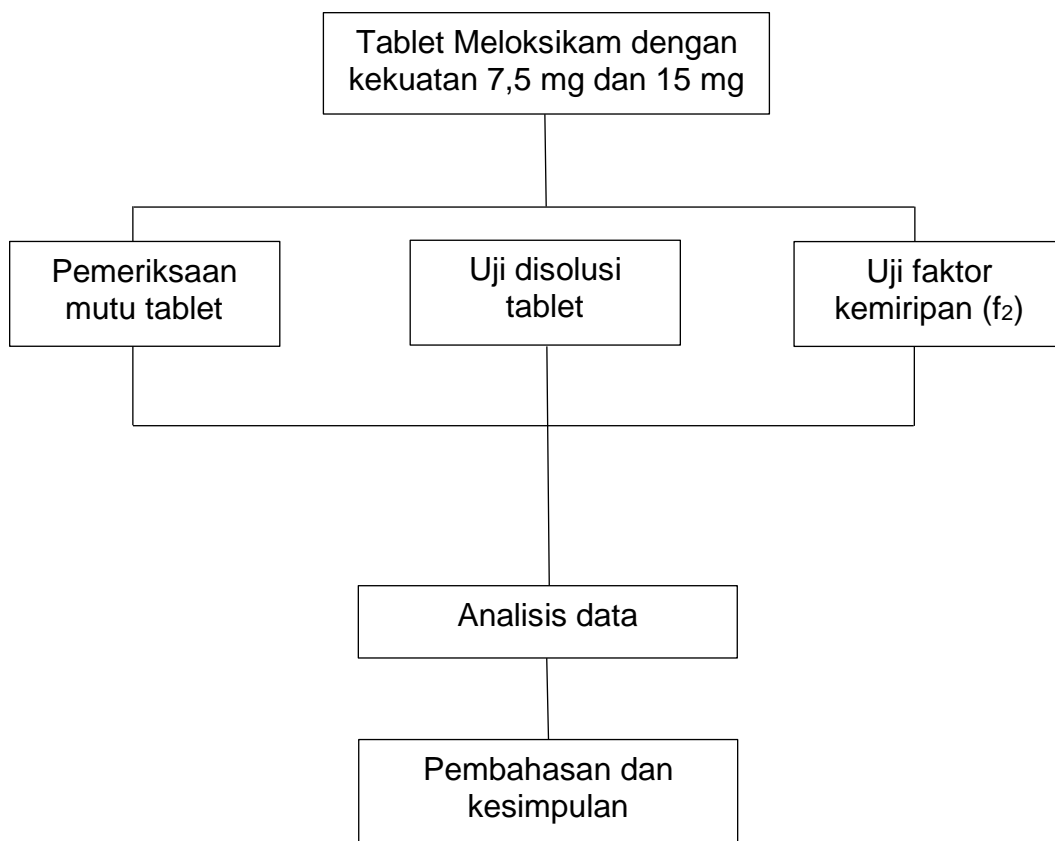 Tablet Meloksikam dengan
kekuatan 7,5 mg dan 15 mg
Pemeriksaan
mutu tablet
Uji disolusi
tablet
Uji faktor
kemiripan (f₂)
Analisis data
Pembahasan dan
kesimpulan